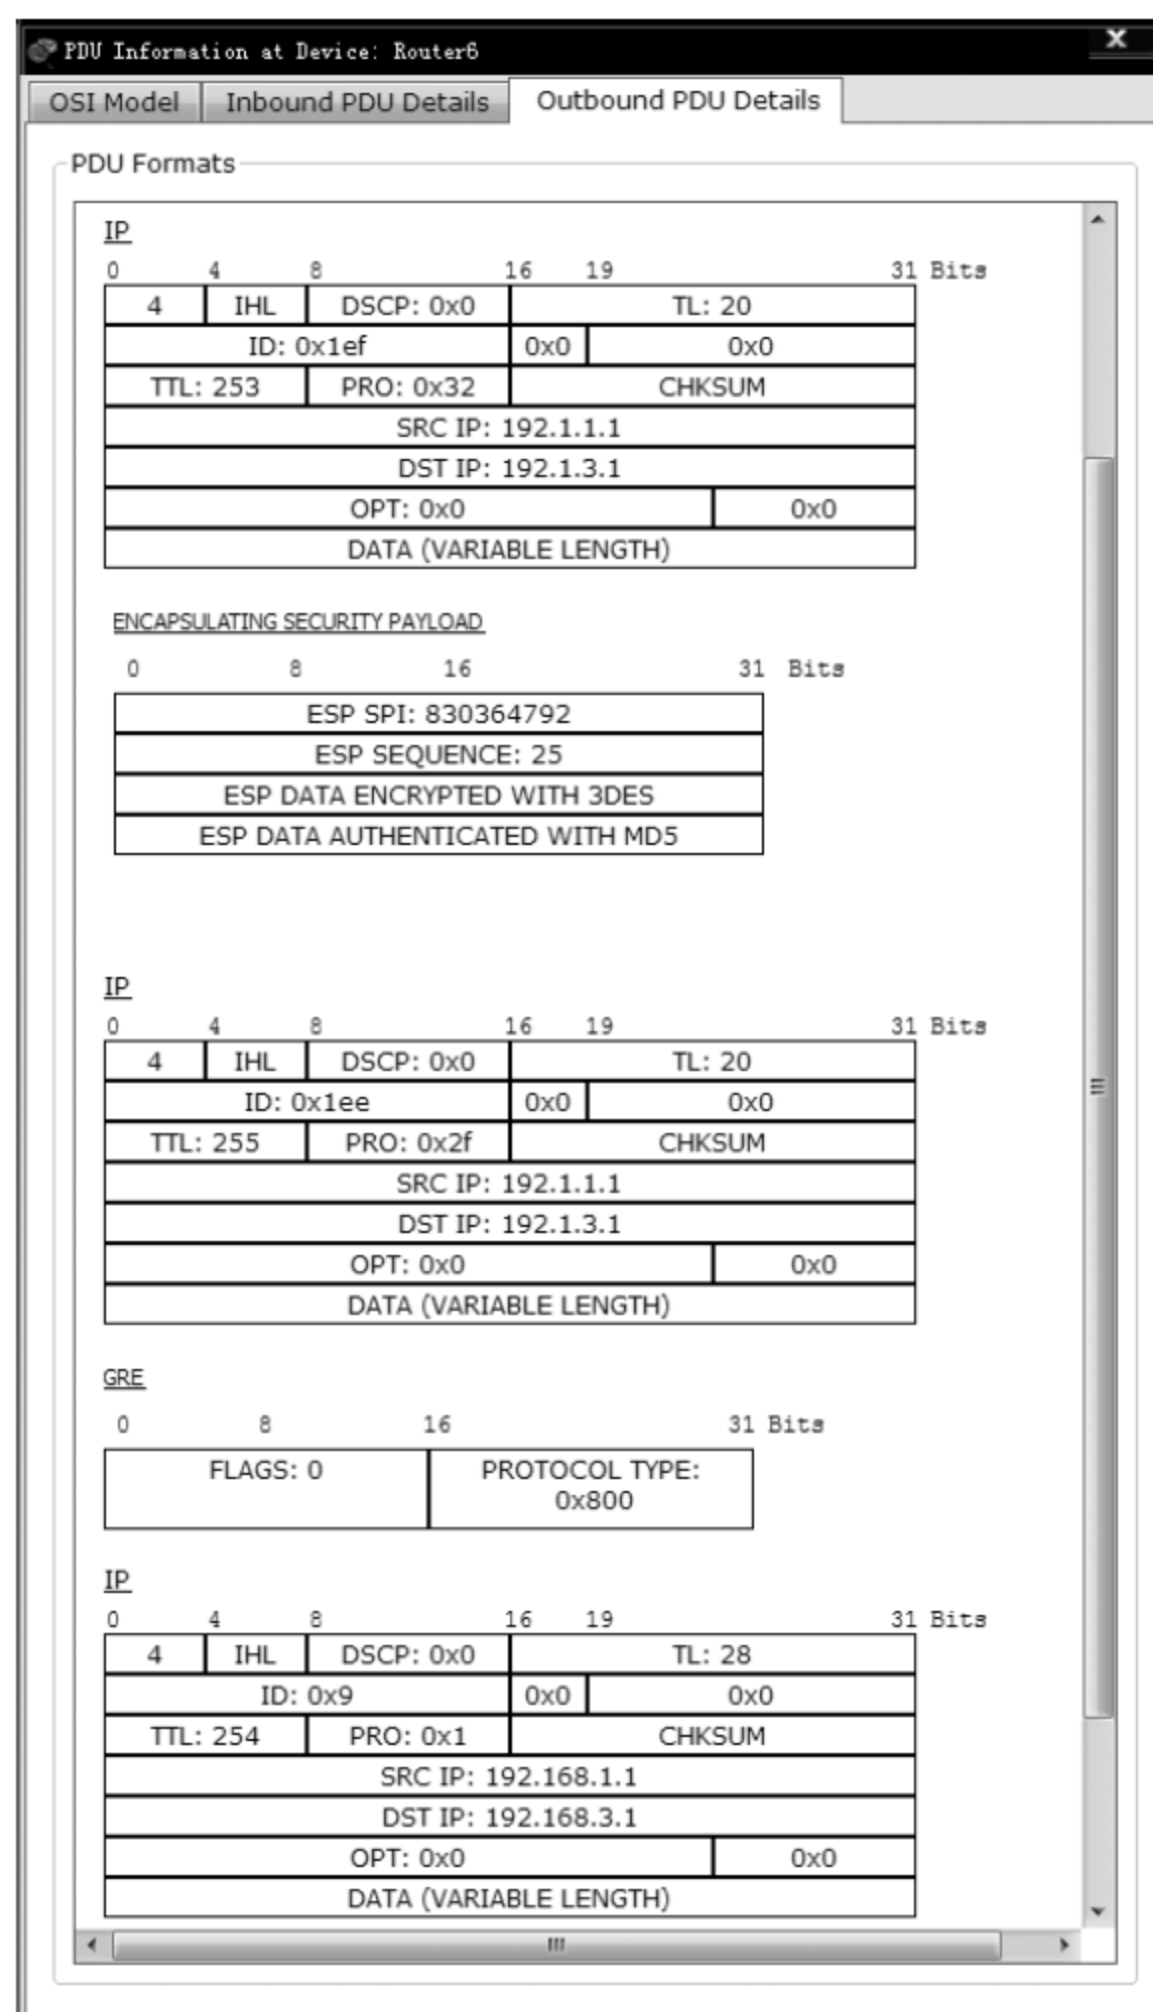 PDU Information at Device: Router6
X
OSI Model Inbound PDU Details Outbound PDU Details
PDU Formats
IP
0 4 8 16 19 31 Bits
4 IHL DSCP: 0x0 TL: 20
ID: 0x1ef 0x0 0x0
TTL: 253 PRO: 0x32 CHKSUM
SRC IP: 192.1.1.1
DST IP: 192.1.3.1
OPT: 0x0 0x0
DATA (VARIABLE LENGTH)
ENCAPSULATING SECURITY PAYLOAD
0 8 16 31 Bits
ESP SPI: 830364792
ESP SEQUENCE: 25
ESP DATA ENCRYPTED WITH 3DES
ESP DATA AUTHENTICATED WITH MD5
IP
0 4 8 16 19 31 Bits
4 IHL DSCP: 0x0 TL: 20
ID: 0x1ee 0x0 0x0
TTL: 255 PRO: 0x2f CHKSUM
SRC IP: 192.1.1.1
DST IP: 192.1.3.1
OPT: 0x0 0x0
DATA (VARIABLE LENGTH)
GRE
0 8 16 31 Bits
FLAGS: 0 PROTOCOL TYPE:
0x800
IP
0 4 8 16 19 31 Bits
4 IHL DSCP: 0x0 TL: 28
ID: 0x9 0x0 0x0
TTL: 254 PRO: 0x1 CHKSUM
SRC IP: 192.168.1.1
DST IP: 192.168.3.1
OPT: 0x0 0x0
DATA (VARIABLE LENGTH)